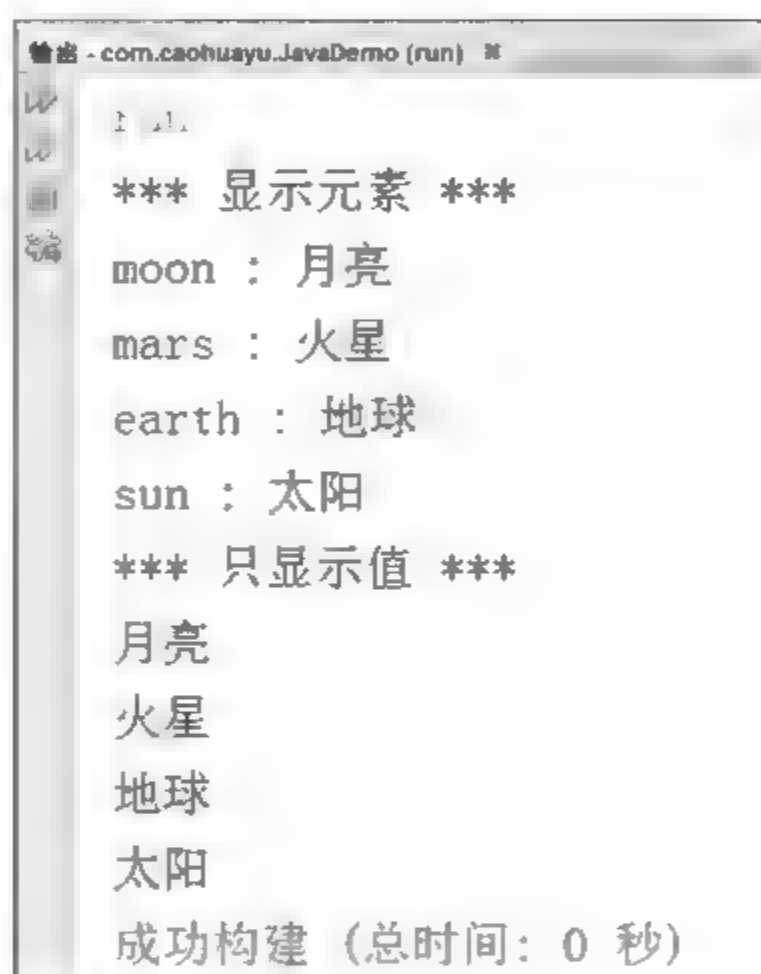 输出 - com.caohuayu.JavaDemo (run)
*** 显示元素 ***
moon : 月亮
mars : 火星
earth : 地球
sun : 太阳
*** 只显示值 ***
月亮
火星
地球
太阳
成功构建 (总时间: 0 秒)